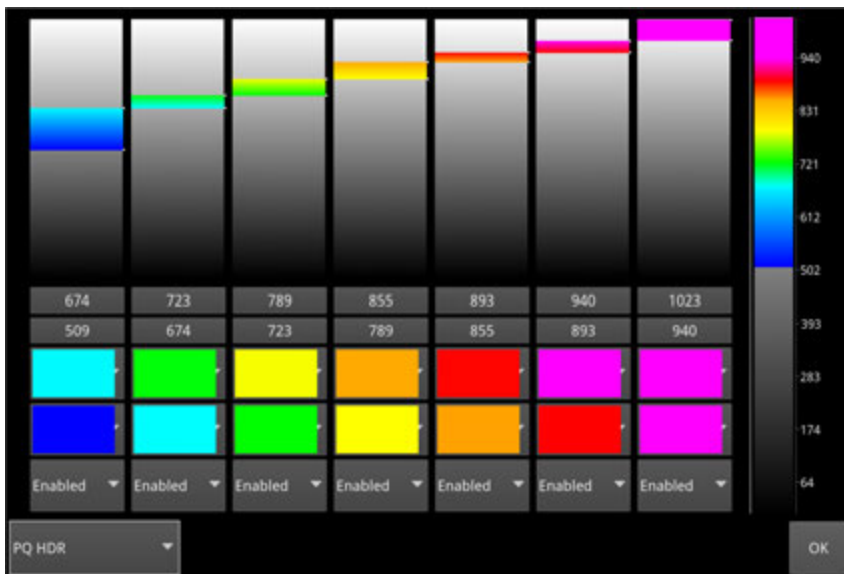 940
831
721
612
502
393
283
174
64
674 723 789 855 893 940 1023
509 674 723 789 855 893 940
Enabled Enabled Enabled Enabled Enabled Enabled Enabled
PQ HDR
OK